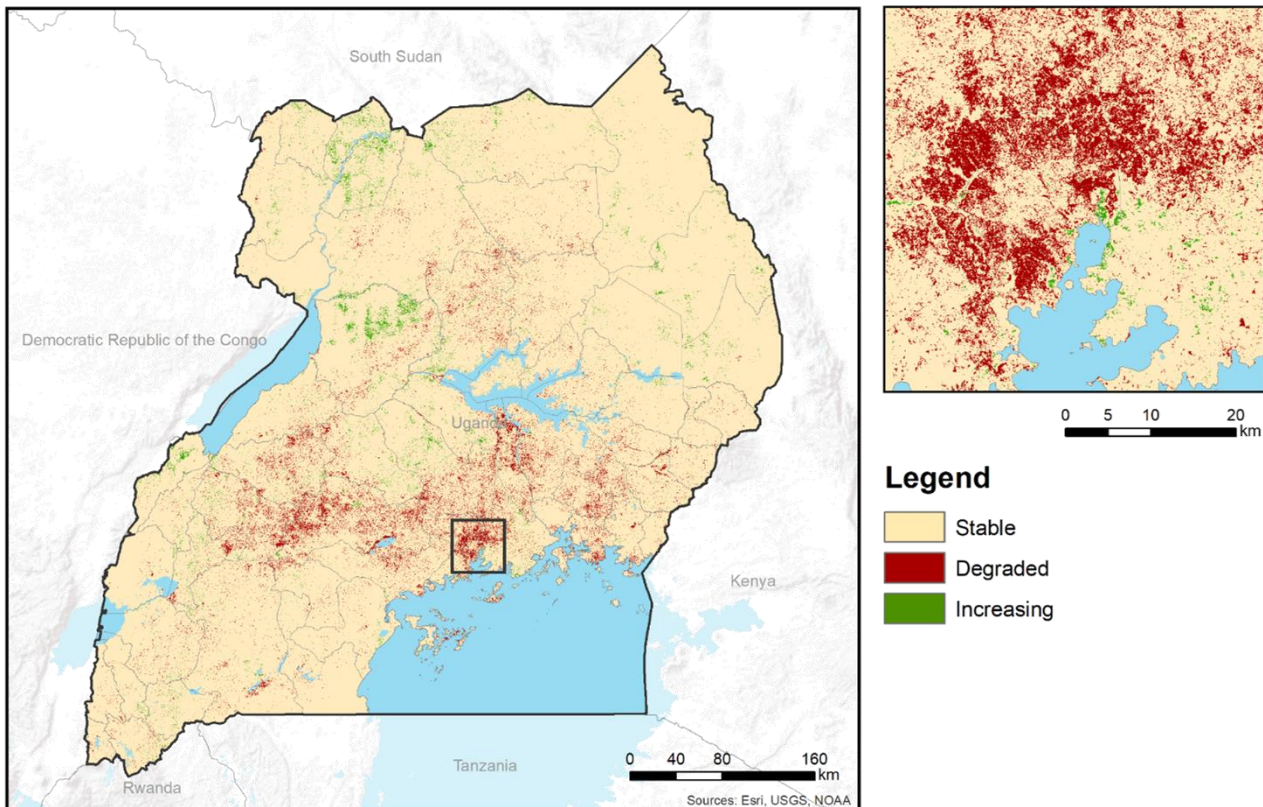 South Sudan
Democratic Republic of the Congo
Uganda
Kenya
Rwanda
Tanzania
0 40 80 160
km
Sources: Esri, USGS, NOAA
0 5 10 20
km
Legend
Stable
Degraded
Increasing